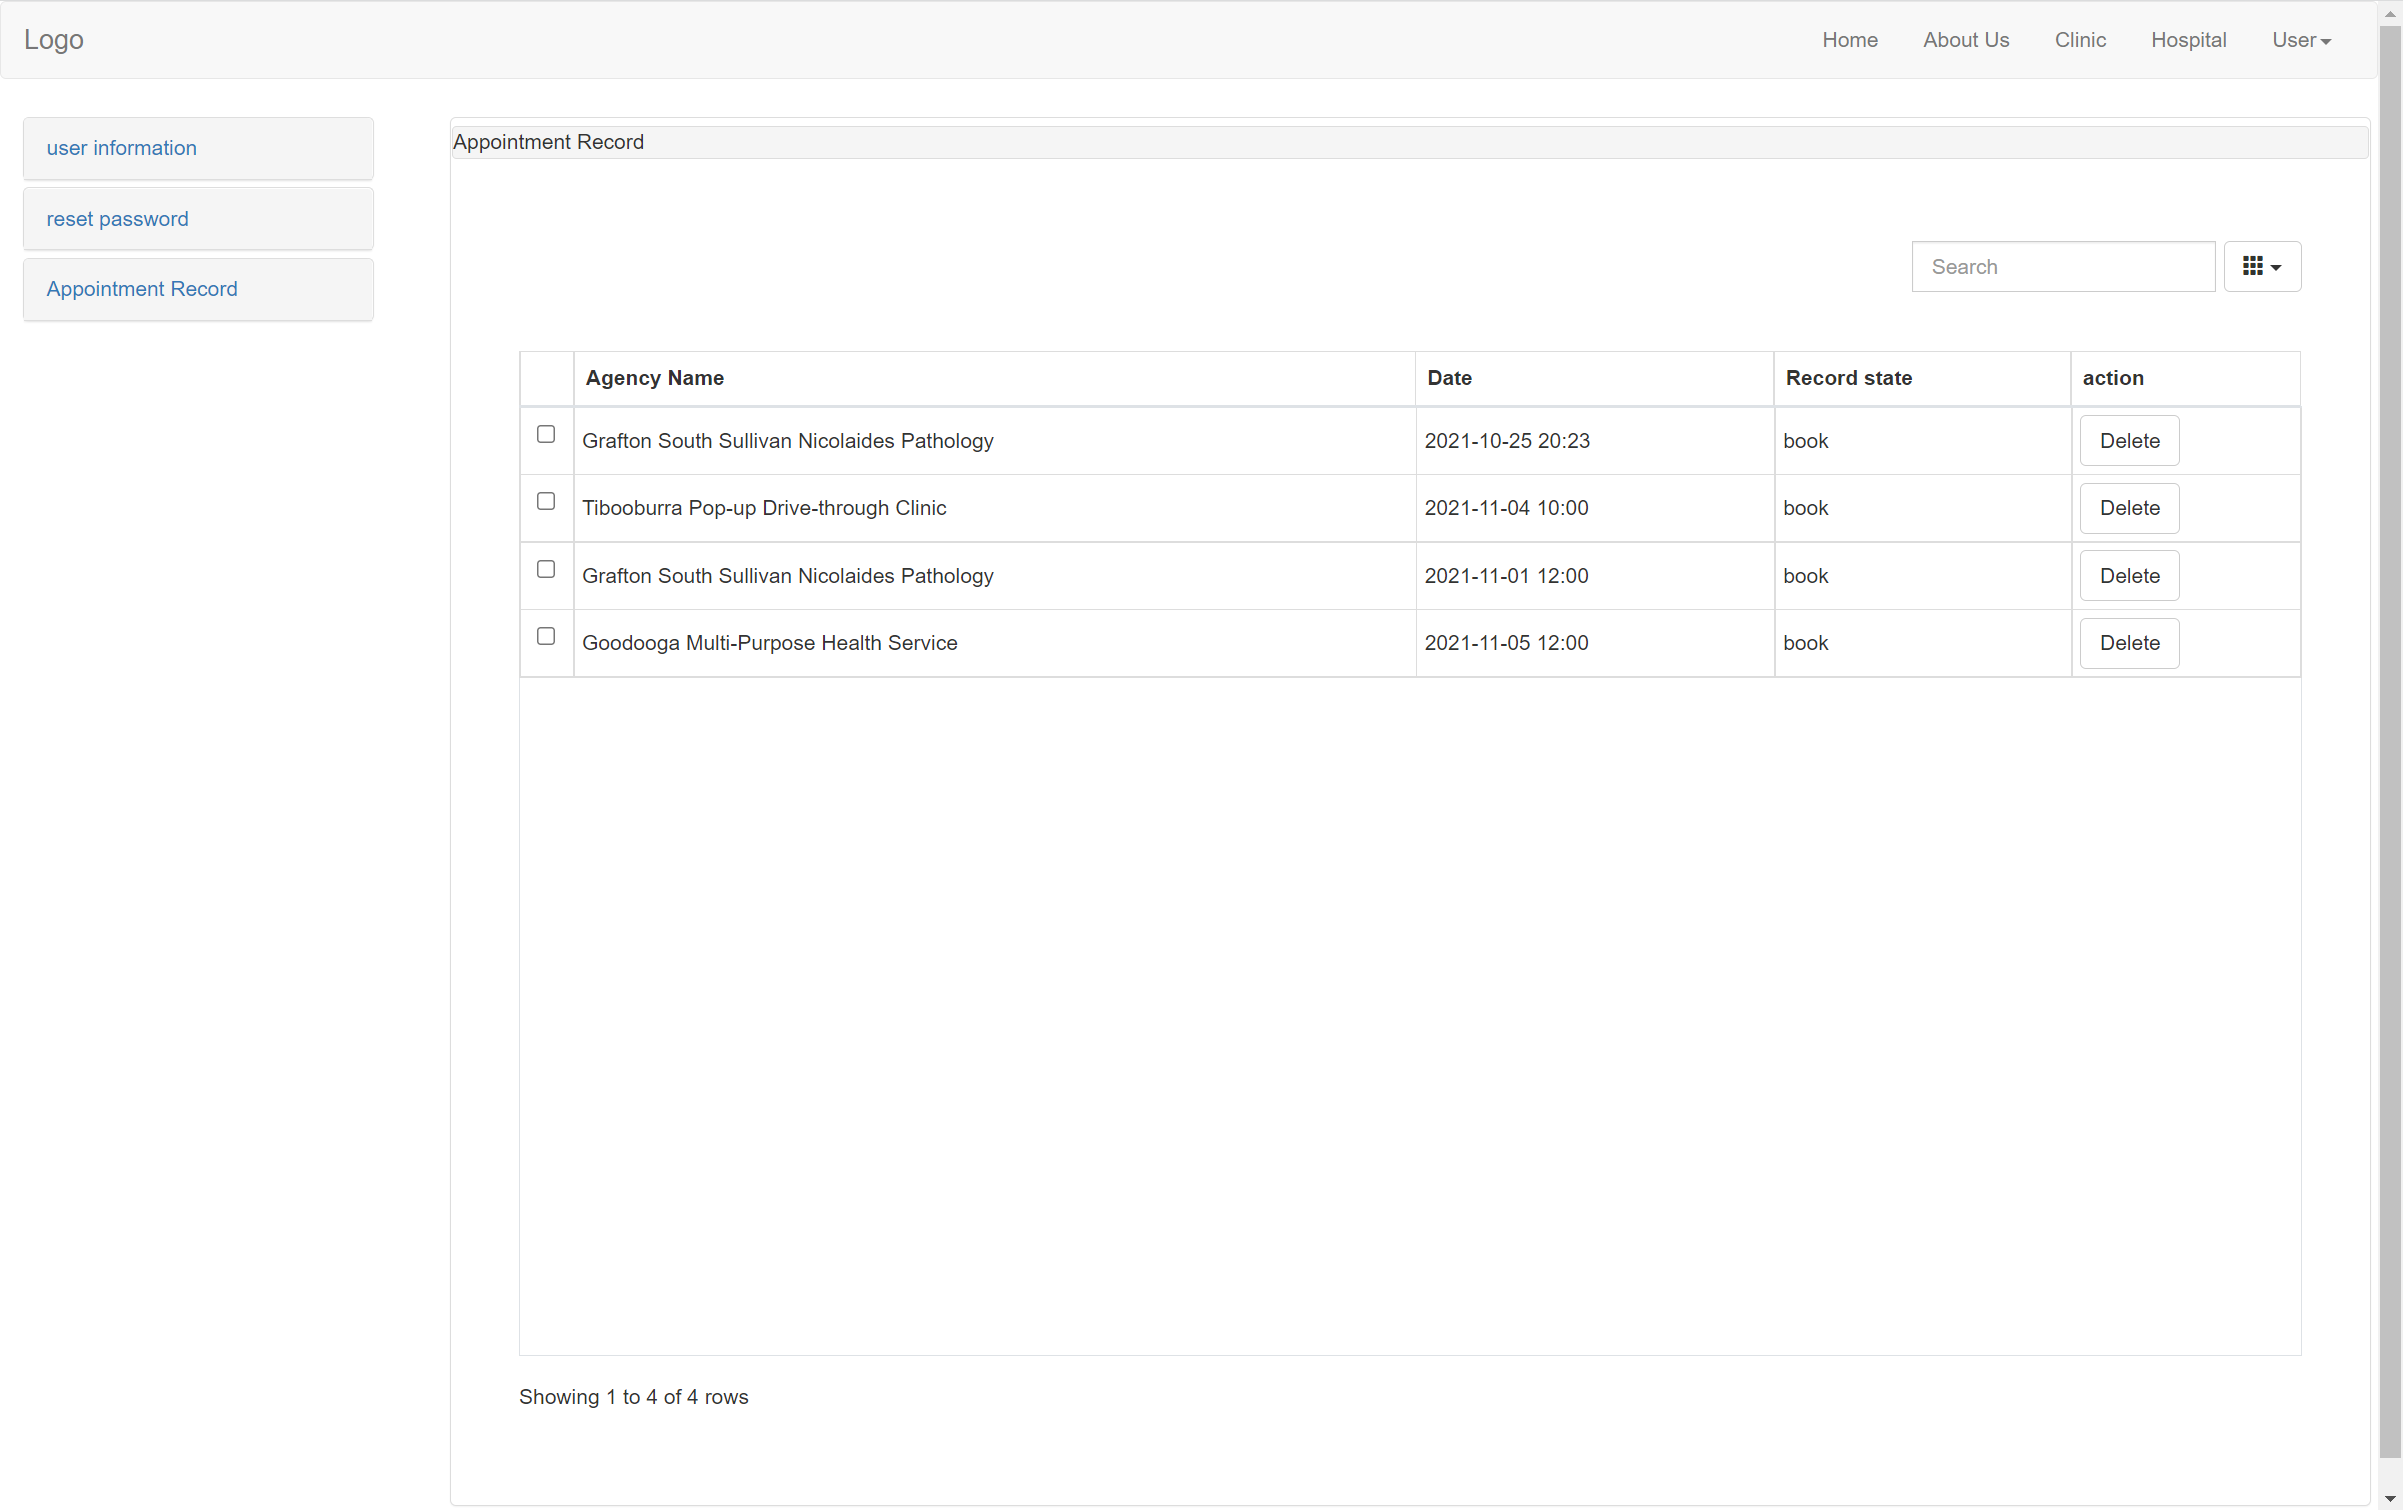 Logo
Home About Us Clinic Hospital User
user information
reset password
Appointment Record
Appointment Record
Search
Agency Name Date Record state action
Grafton South Sullivan Nicolaides Pathology 2021-10-25 20:23 book Delete
Tibooburra Pop-up Drive-through Clinic 2021-11-04 10:00 book Delete
Grafton South Sullivan Nicolaides Pathology 2021-11-01 12:00 book Delete
Goodooga Multi-Purpose Health Service 2021-11-05 12:00 book Delete
Showing 1 to 4 of 4 rows